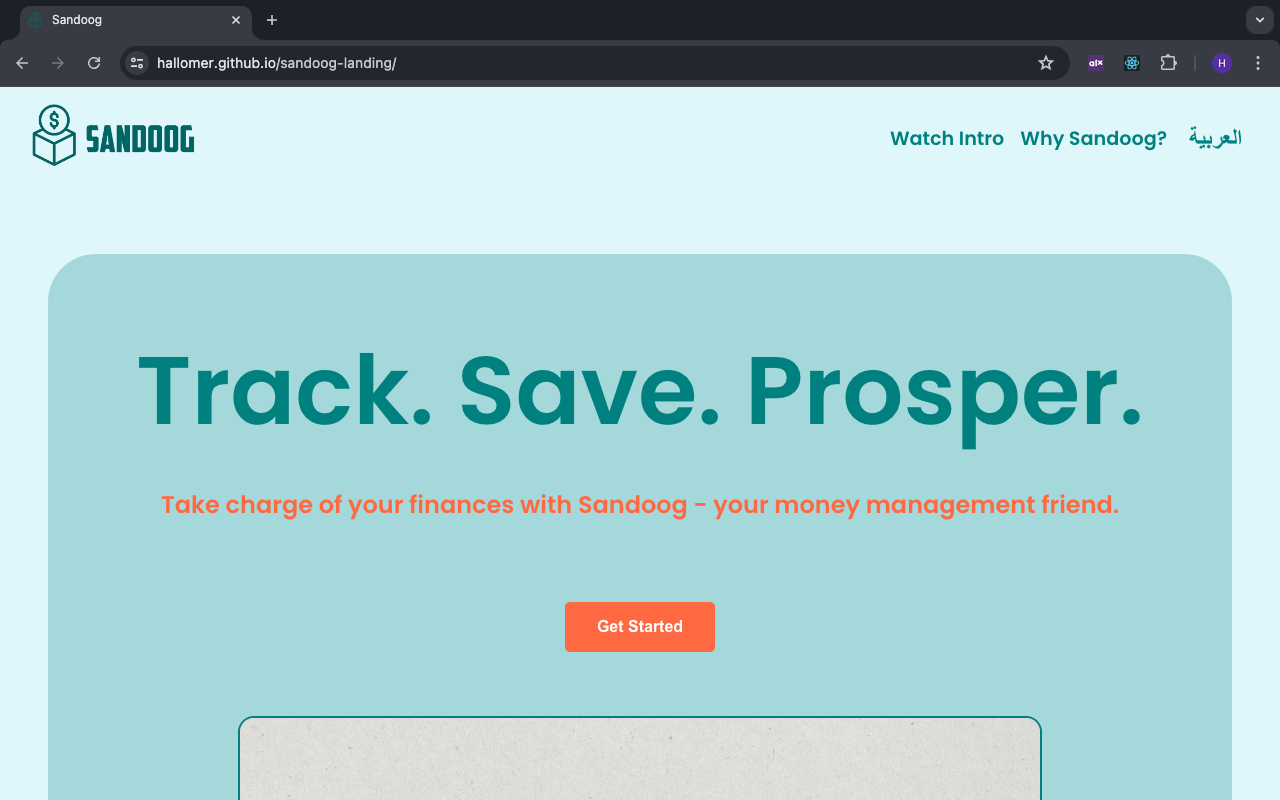 Sandoog
hallomer.github.io/sandoog-landing/
alx
H
$
SANDOOG
Watch Intro
Why Sandoog?
العربية
Track. Save. Prosper.
Take charge of your finances with Sandoog - your money management friend.
Get Started